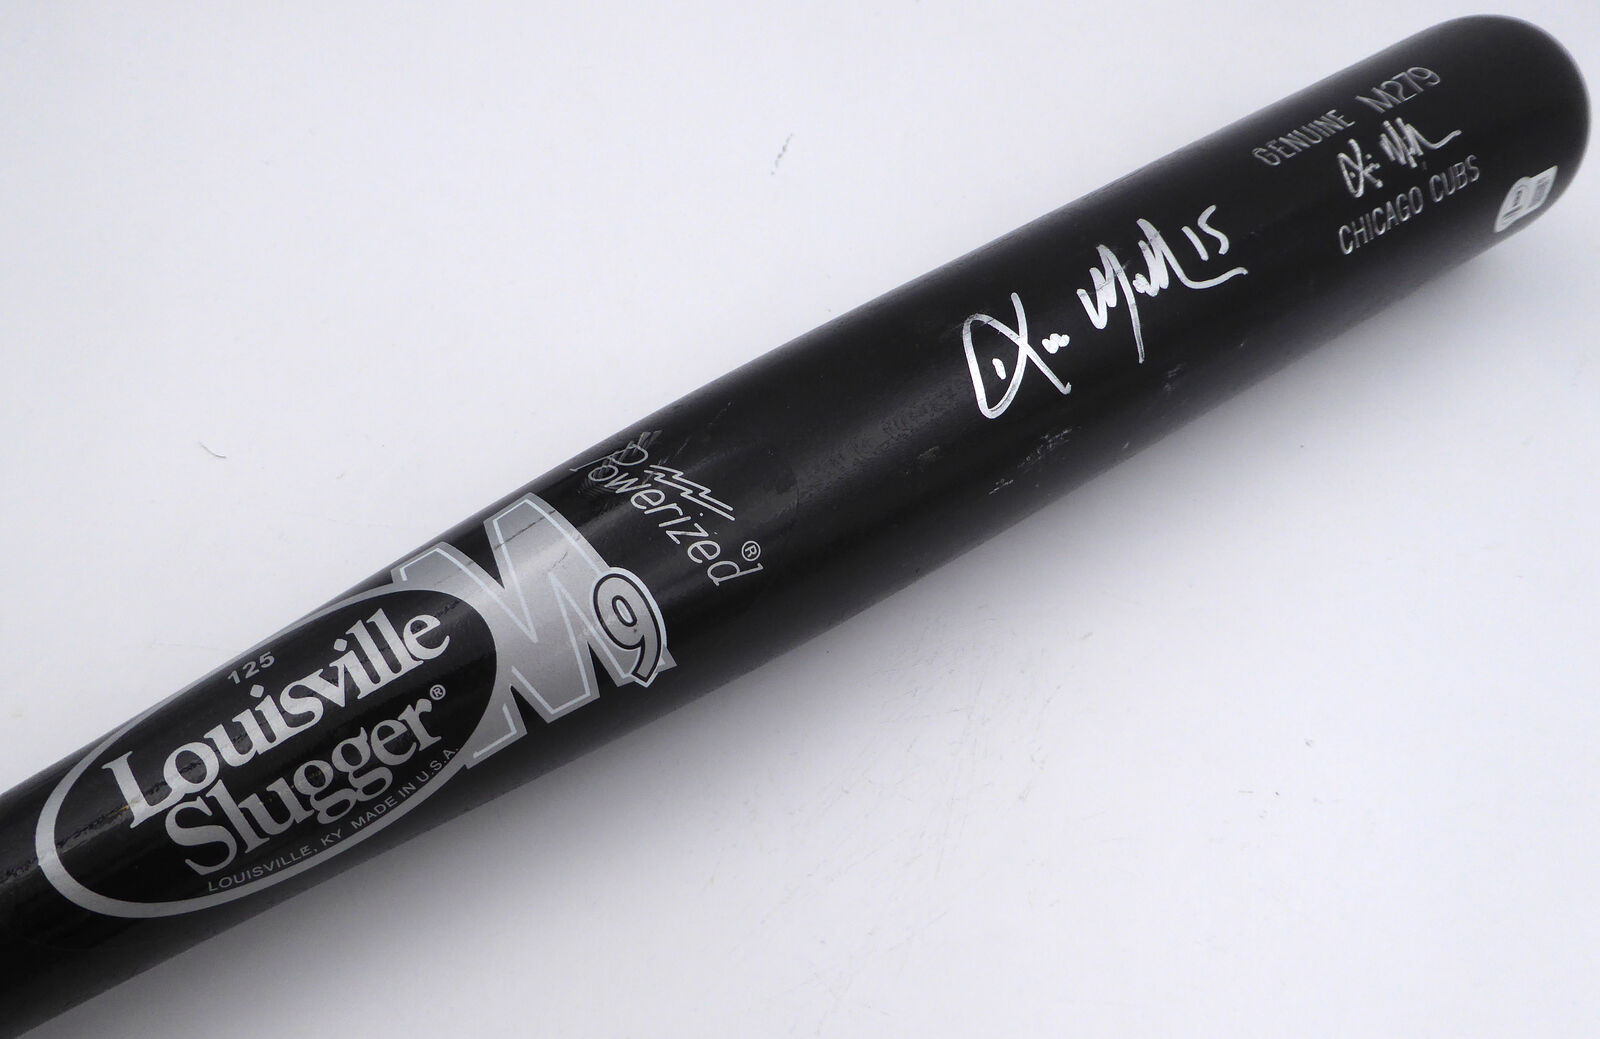 GENUINE M279
CHICAGO CUBS
15
Powerized®
M9
125
Louisville
Slugger®
LOUISVILLE, KY MADE IN U.S.A.